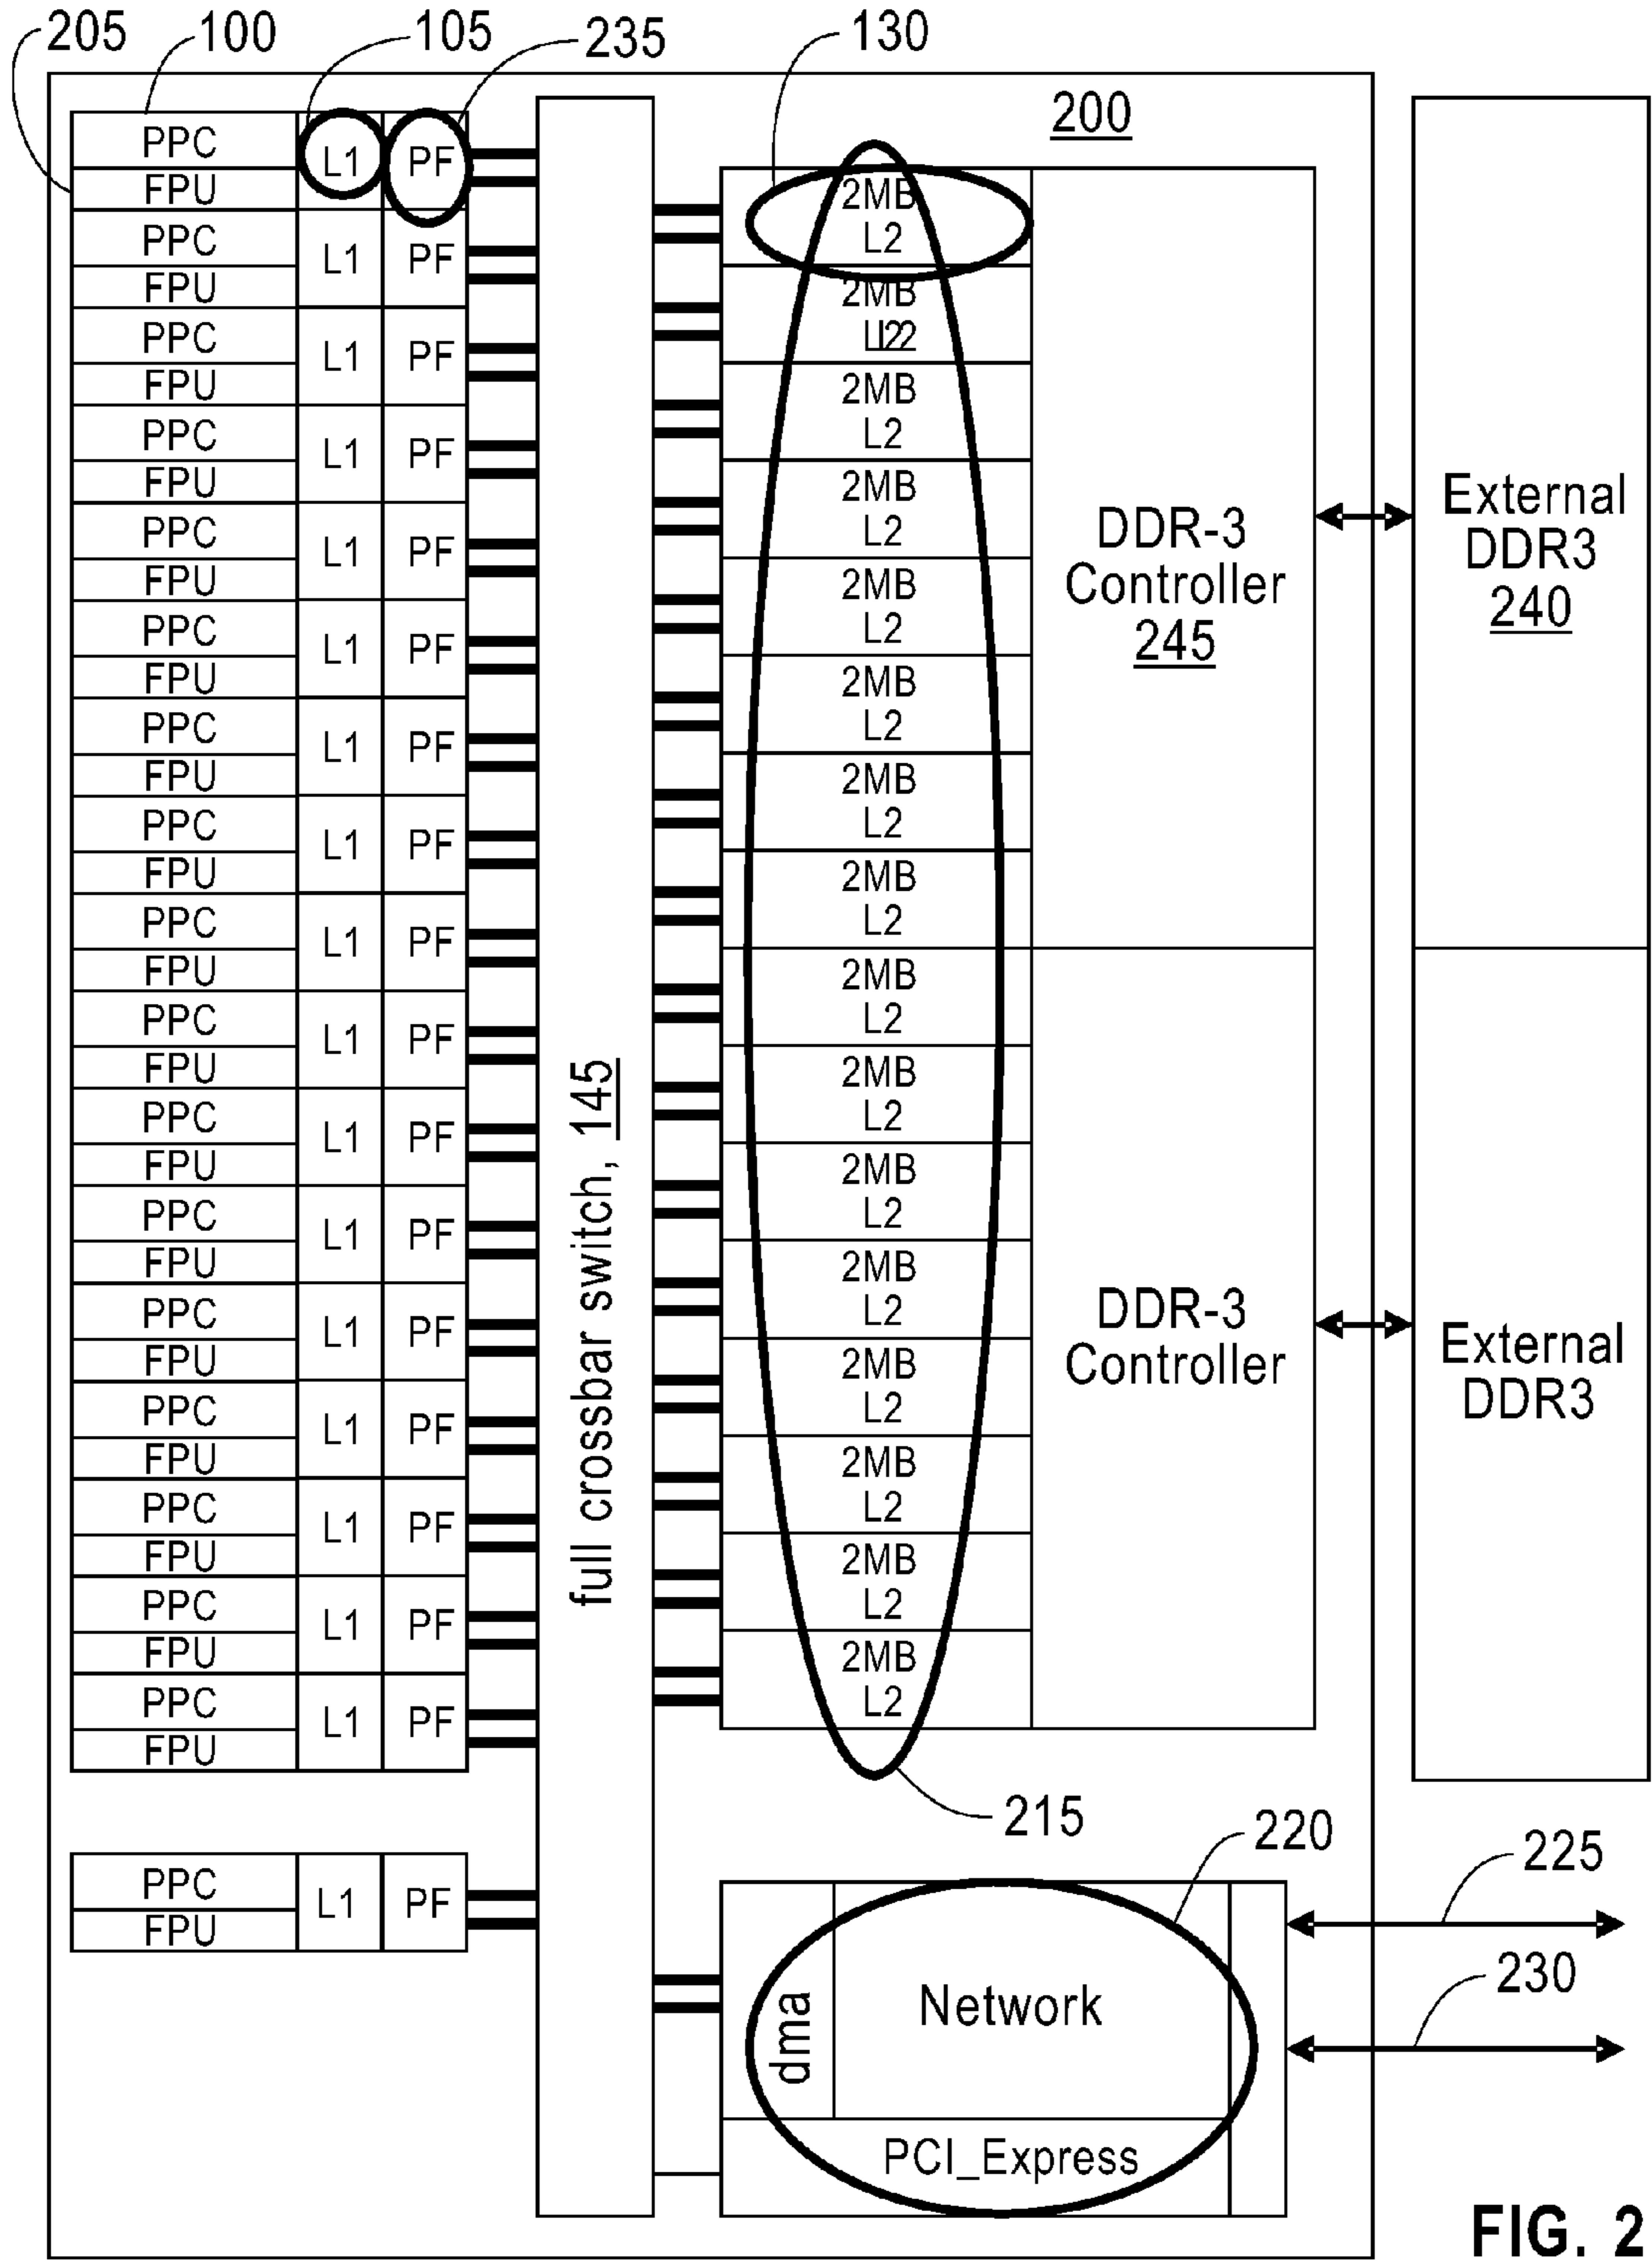 205
100
105
235
130
200
PPC
FPU
L1
PF
PPC
FPU
L1
PF
PPC
FPU
L1
PF
PPC
FPU
L1
PF
PPC
FPU
L1
PF
PPC
FPU
L1
PF
PPC
FPU
L1
PF
PPC
FPU
L1
PF
PPC
FPU
L1
PF
PPC
FPU
L1
PF
PPC
FPU
L1
PF
PPC
FPU
L1
PF
PPC
FPU
L1
PF
PPC
FPU
L1
PF
PPC
FPU
L1
PF
PPC
FPU
L1
PF
PPC
FPU
L1
PF
PPC
FPU
L1
PF
full crossbar switch, 145
2MB
L2
2MB
2MB
L2
2MB
L2
2MB
L2
2MB
L2
2MB
L2
2MB
L2
2MB
L2
2MB
L2
2MB
L2
2MB
L2
2MB
L2
2MB
L2
2MB
L2
2MB
L2
DDR-3
Controller
245
DDR-3
Controller
External
DDR3
240
External
DDR3
215
220
225
230
dma
Network
PCI_Express
FIG. 2